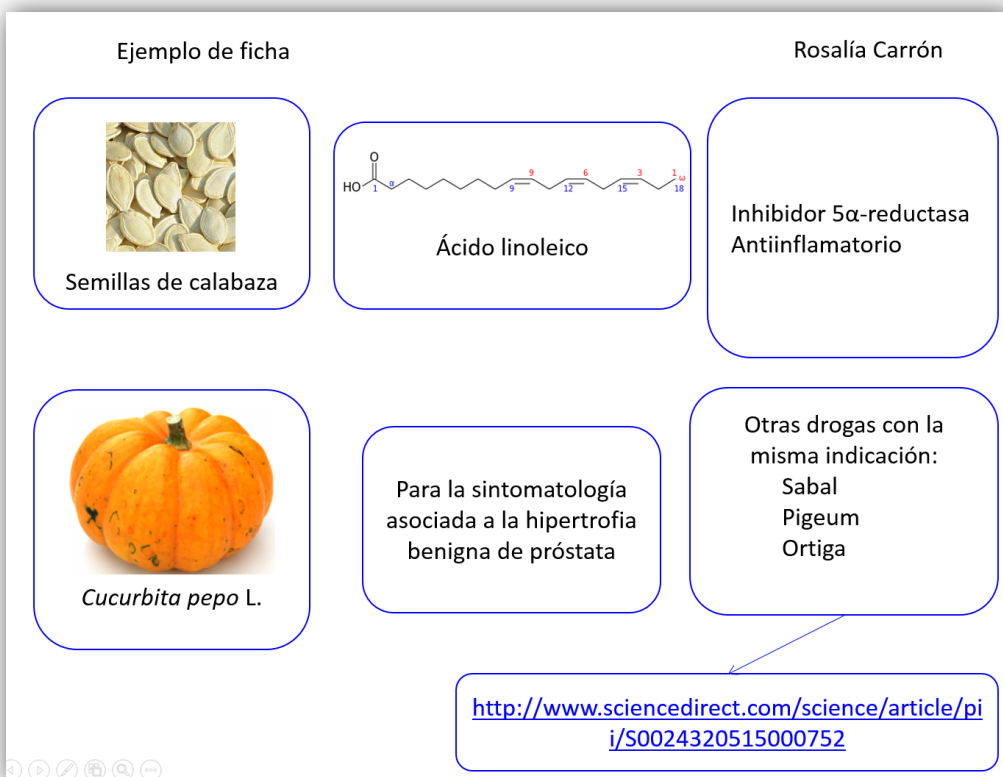 Ejemplo de ficha
Rosalía Carrón
Semillas de calabaza
O
HO
1
α
9
9
12
6
15
3
1
ω
18
Ácido linoleico
Inhibidor 5α-reductasa
Antiinflamatorio
Cucurbita pepo L.
Para la sintomatología
asociada a la hipertrofia
benigna de próstata
Otras drogas con la
misma indicación:
Sabal
Pigeum
Ortiga
http://www.sciencedirect.com/science/article/pi
i/S0024320515000752